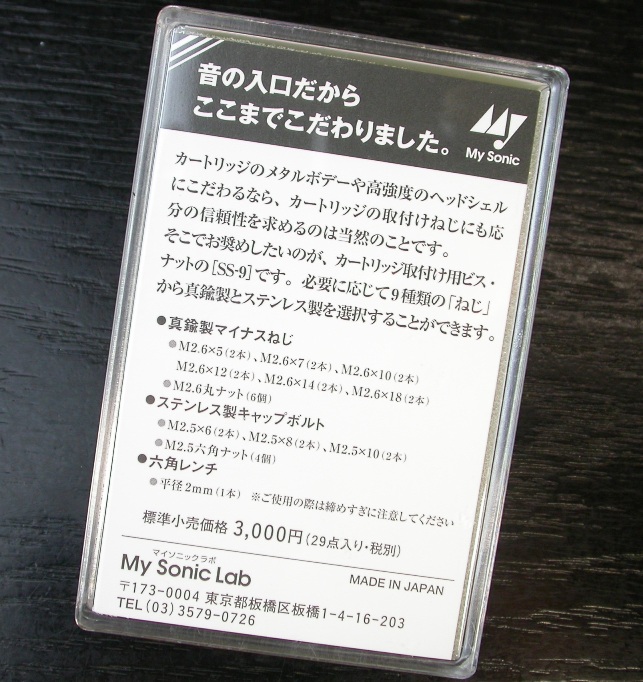 音の入口だから
ここまでこだわりました。
My Sonic
カートリッジのメタルボデーや高強度のヘッドシェル
にこだわるなら、カートリッジの取付けねじにも応
分の信頼性を求めるのは当然のことです。
そこでお奨めしたいのが、カートリッジ取付け用ビス・
ナットの[SS-9]です。必要に応じて9種類の「ねじ」
から真鍮製とステンレス製を選択することができます。
●真鍮製マイナスねじ
●M2.6×5(2本)、M2.6×7(2本)、M2.6×10(2本)
M2.6×12(2本)、M2.6×14(2本)、M2.6×18(2本)
●M2.6丸ナット(6個)
●ステンレス製キャップボルト
●M2.5×6(2本)、M2.5×8(2本)、M2.5×10(2本)
●M2.5六角ナット(4個)
●六角レンチ
●平径2mm(1本) ※ご使用の際は締めすぎに注意してください
標準小売価格 3,000円(29点入り・税別)
マイソニックラボ
My Sonic Lab
MADE IN JAPAN
〒173-0004 東京都板橋区板橋1-4-16-203
TEL(03)3579-0726